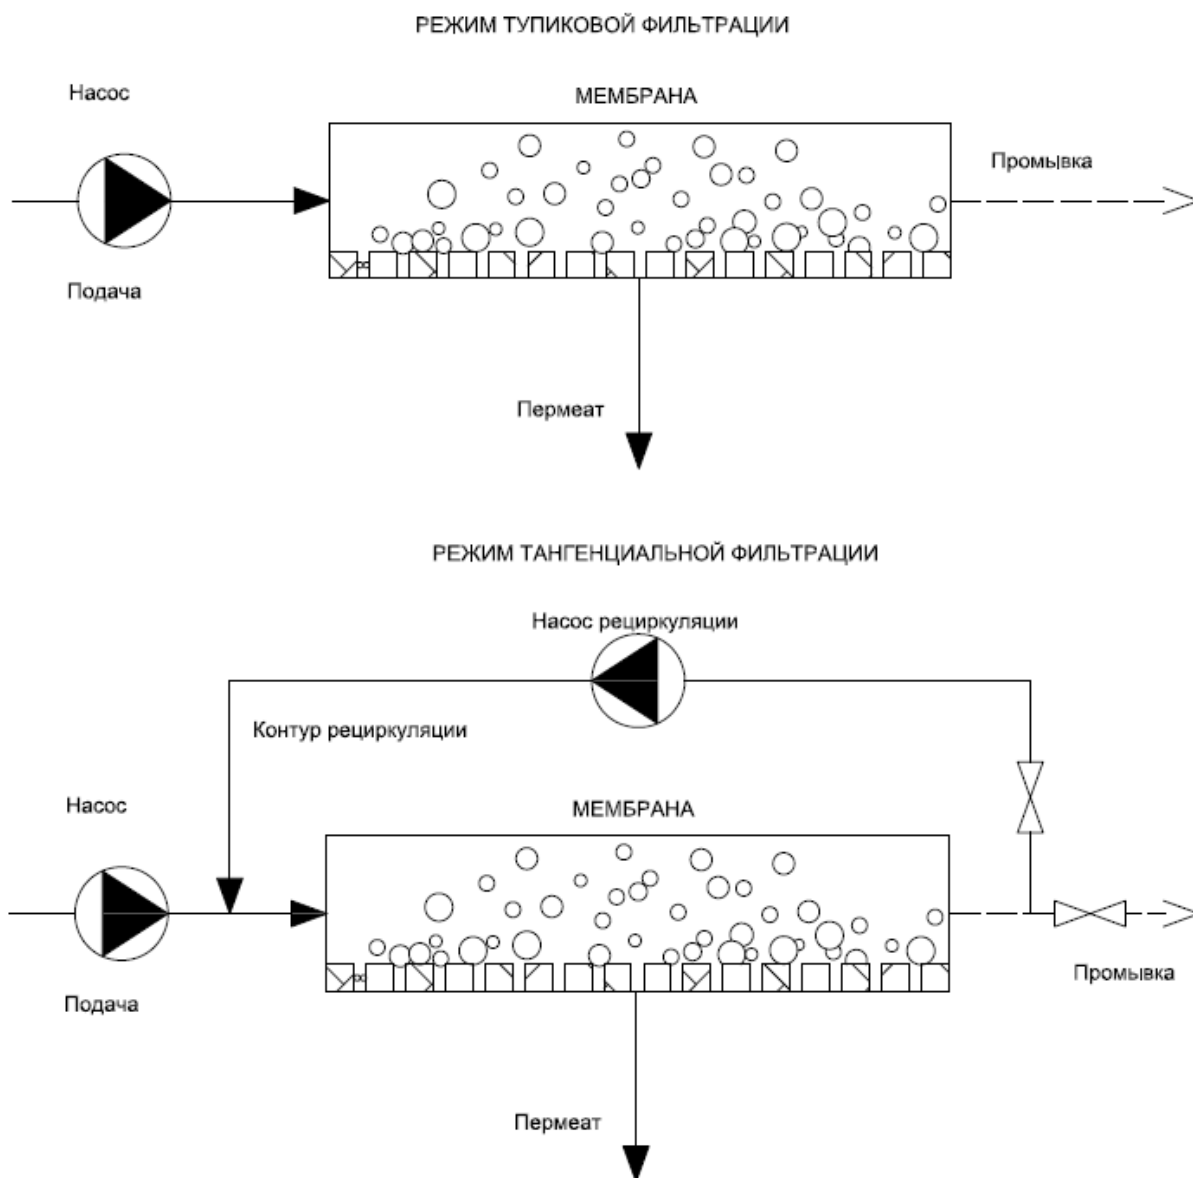 РЕЖИМ ТУПИКОВОЙ ФИЛЬТРАЦИИ
Насос
МЕМБРАНА
Промывка
Подача
Пермеат
РЕЖИМ ТАНГЕНЦИАЛЬНОЙ ФИЛЬТРАЦИИ
Насос рециркуляции
Контур рециркуляции
Насос
МЕМБРАНА
Промывка
Подача
Пермеат